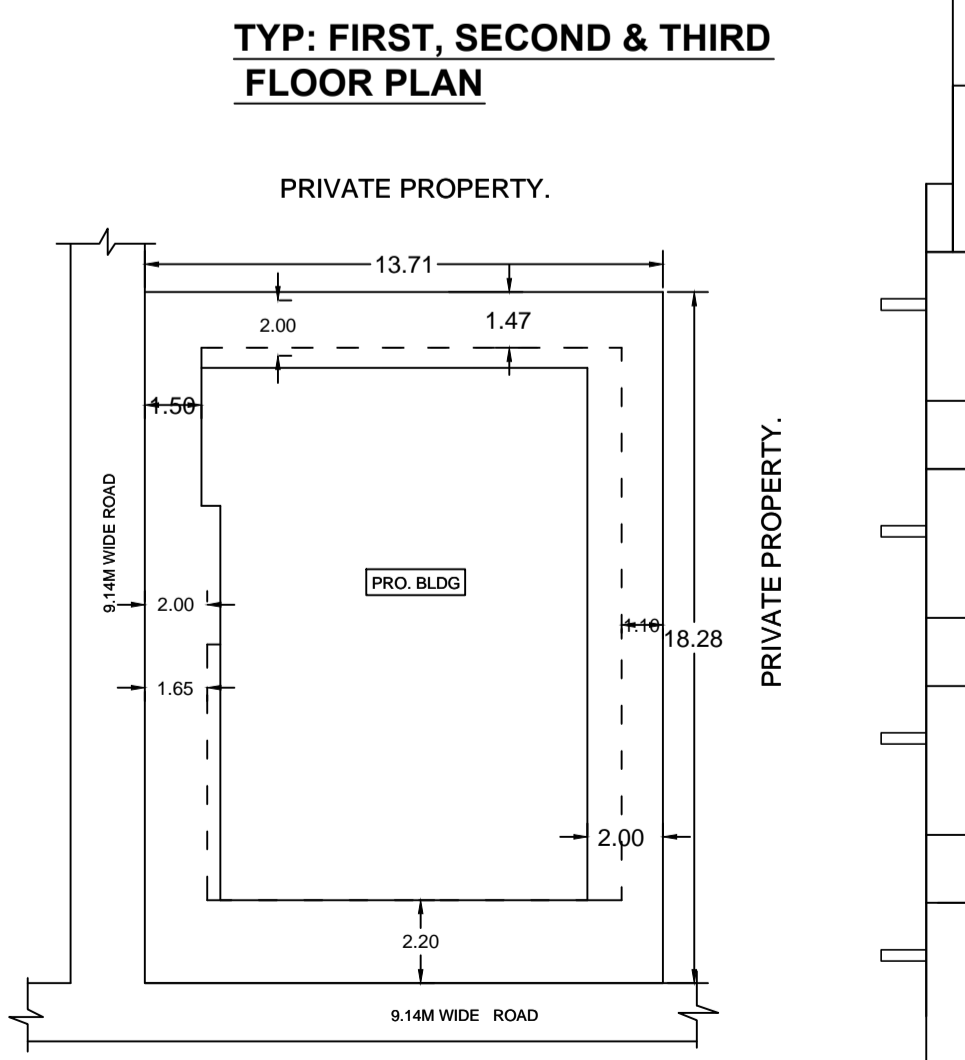 TYP: FIRST, SECOND & THIRD
FLOOR PLAN
PRIVATE PROPERTY.
13.71
2.00
1.47
1.50
PRIVATE PROPERTY.
9.14M WIDE ROAD
PRO. BLDG
2.00
1.10
18.28
1.65
2.00
2.20
9.14M WIDE ROAD